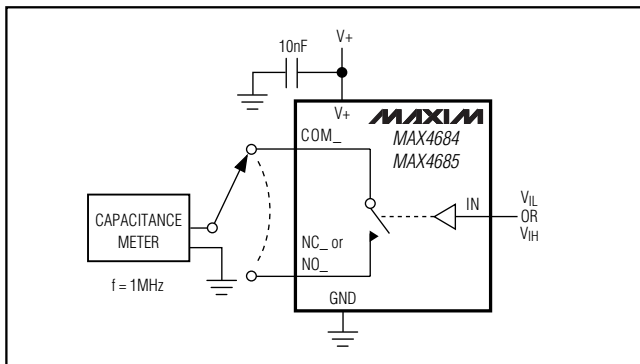 V+
10nF
V+
MAXIM
MAX4684
MAX4685
COM_
IN
VIL
OR
VIH
CAPACITANCE
METER
NC_ or
NO_
f = 1MHz
GND